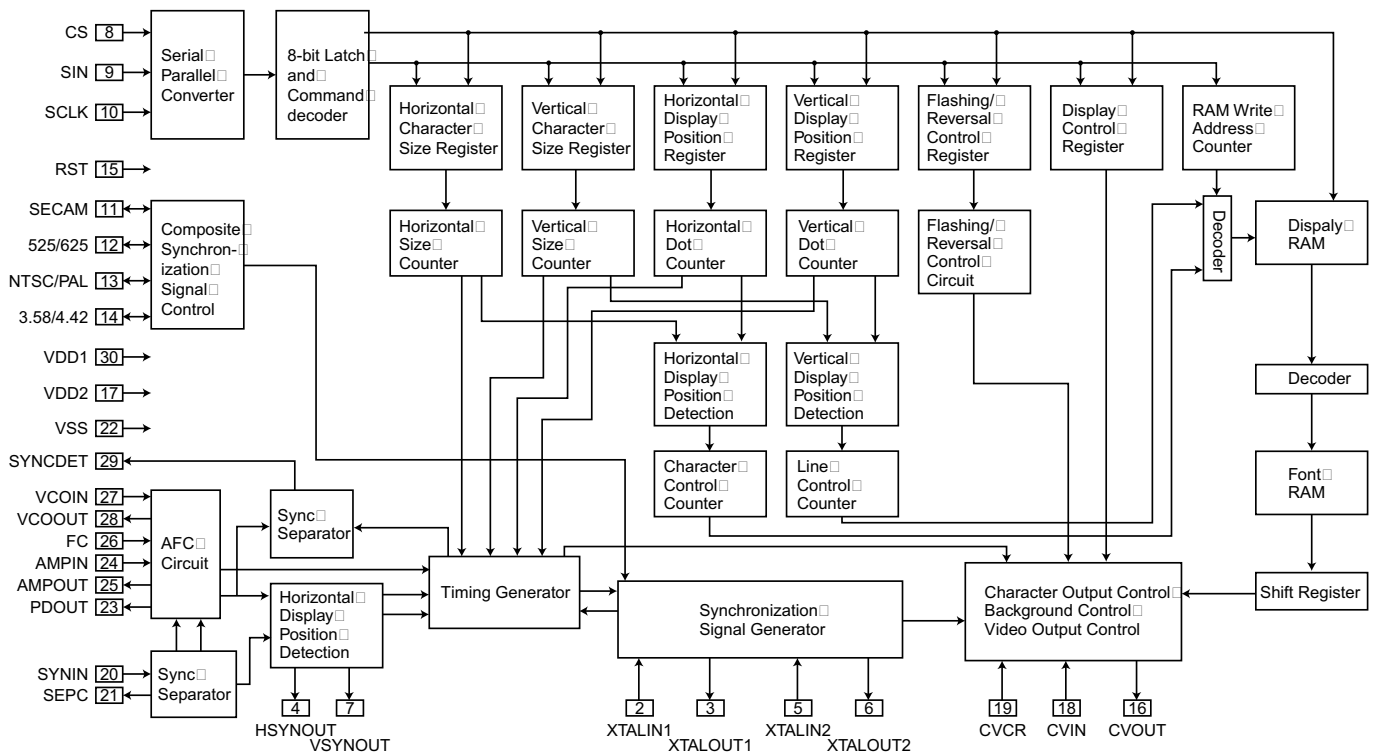 CS 8
SIN 9
SCLK 10
RST 15
SECAM 11
525/625 12
NTSC/PAL 13
3.58/4.42 14
VDD1 30
VDD2 17
VSS 22
SYNCDET 29
VCOIN 27
VCOOUT 28
FC 26
AMPIN 24
AMPOUT 25
PDOUT 23
SYNIN 20
SEPC 21
Serial
Parallel
Converter
8-bit Latch
and
Command
decoder
Horizontal
Character
Size Register
Vertical
Character
Size Register
Horizontal
Display
Position
Register
Vertical
Display
Position
Register
Flashing/
Reversal
Control
Register
Display
Control
Register
RAM Write
Address
Counter
Composite
Synchron-
ization
Signal
Control
Horizontal
Size
Counter
Vertical
Size
Counter
Horizontal
Dot
Counter
Vertical
Dot
Counter
Flashing/
Reversal
Control
Circuit
Decoder
Dispaly
RAM
Horizontal
Display
Position
Detection
Vertical
Display
Position
Detection
Decoder
Character
Control
Counter
Line
Control
Counter
Font
RAM
AFC
Circuit
Sync
Separator
Timing Generator
Horizontal
Display
Position
Detection
Synchronization
Signal Generator
Character Output Control
Background Control
Video Output Control
Shift Register
Sync
Separator
4
HSYNOUT
7
VSYNOUT
2
XTALIN1
3
XTALOUT1
5
XTALIN2
6
XTALOUT2
19
CVCR
18
CVIN
16
CVOUT